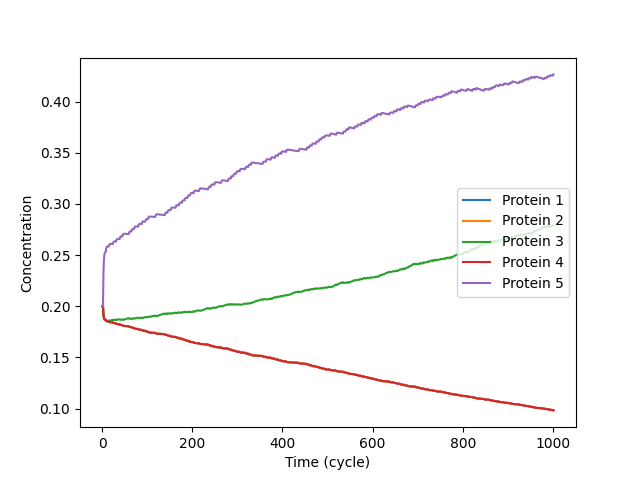 0.40
0.35
0.30
0.25
0.20
0.15
0.10
Concentration
0
200
400
600
800
1000
Time (cycle)
Protein 1
Protein 2
Protein 3
Protein 4
Protein 5